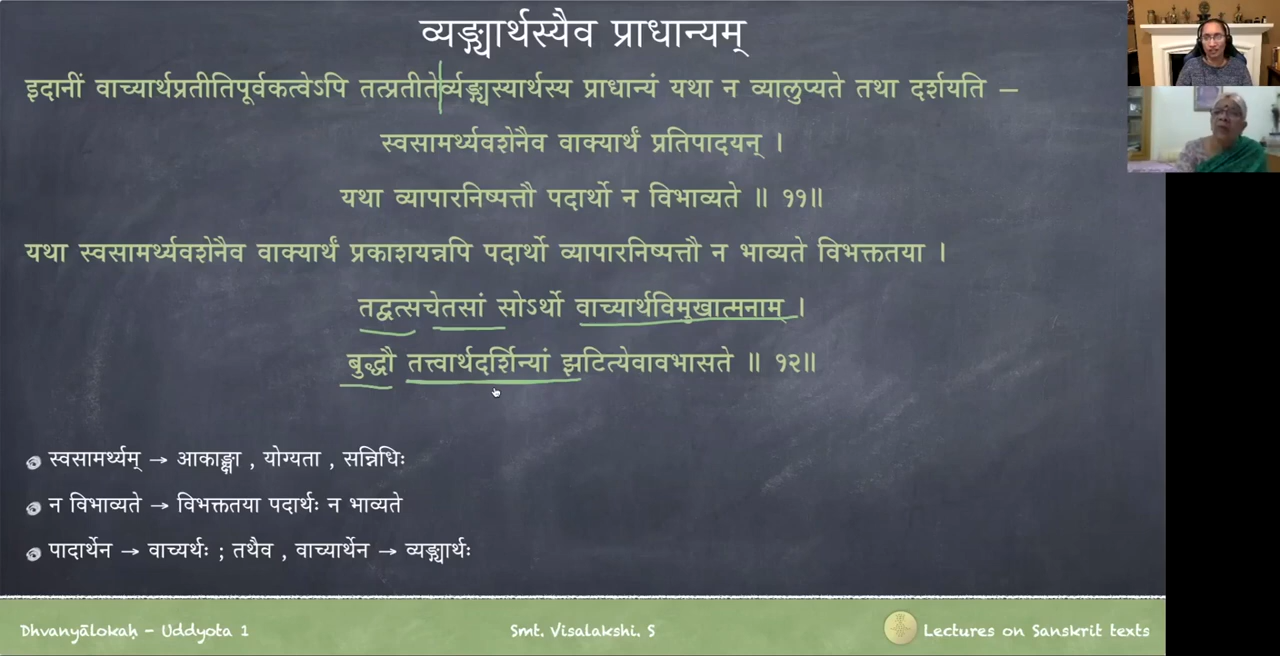 व्यङ्ग्यार्थस्यैव प्राधान्यम्
इदानीं वाच्यार्थप्रतीतिपूर्वकत्वेऽपि तत्प्रतीतेर्व्यङ्ग्यस्यार्थस्य प्राधान्यं यथा न व्यालुप्यते तथा दर्शयति –
स्वसामर्थ्यवशेनैव वाक्यार्थं प्रतिपादयन् ।
यथा व्यापारनिष्पत्तौ पदार्थो न विभाव्यते ॥ ११॥
यथा स्वसामर्थ्यवशेनैव वाक्यार्थं प्रकाशयन्नपि पदार्थो व्यापारनिष्पत्तौ न भाव्यते विभक्ततया ।
तद्वत्सचेतसां सोऽर्थो वाच्यार्थविमुखात्मनाम् ।
बुद्धौ तत्त्वार्थदर्शिन्यां झटित्येवावभासते ॥ १२॥
स्वसामर्थ्यम् → आकाङ्क्षा , योग्यता , सन्निधिः
न विभाव्यते → विभक्ततया पदार्थः न भाव्यते
पादार्थेन → वाच्यर्थः ; तथैव , वाच्यार्थेन → व्यङ्ग्यार्थः
Dhvanyālokaḥ – Uddyota 1 Smt. Visalakshi. S Lectures on Sanskrit texts